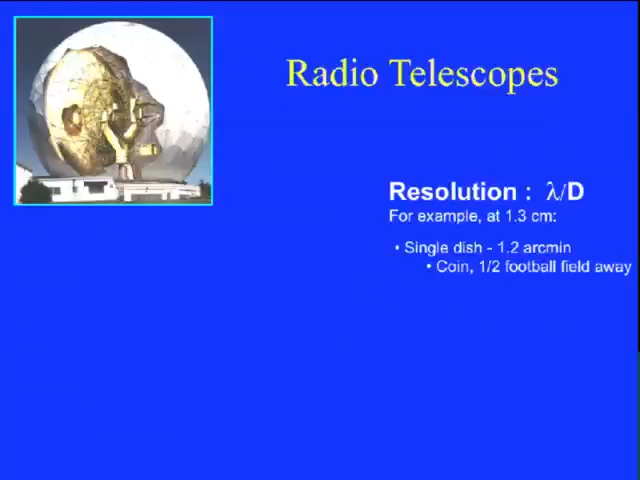 Radio Telescopes
Resolution : λ/D
For example, at 1.3 cm:
• Single dish - 1.2 arcmin
• Coin, 1/2 football field away